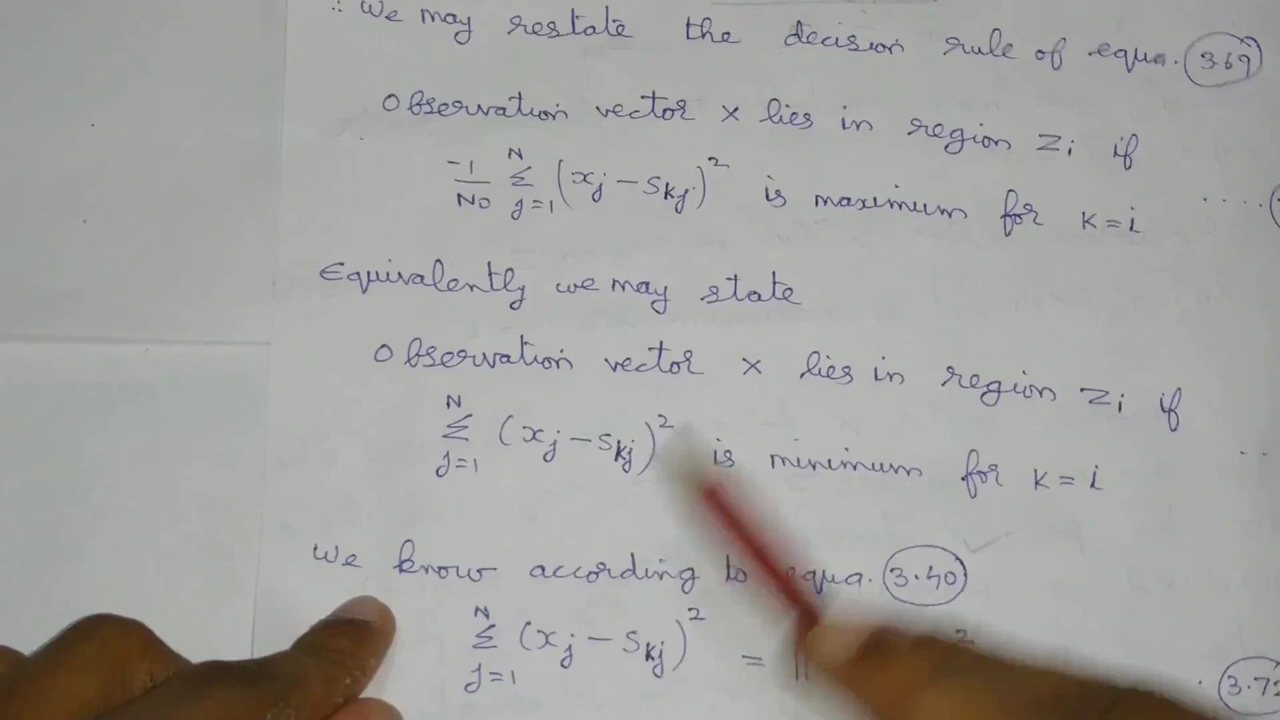 ∴ We may restate the decision rule of equa. (3.69)
Observation vector x lies in region Zi if
-1/N0 Σ_{j=1}^{N} (xj - Skj)² is maximum for K = i ....
Equivalently we may state
Observation vector x lies in region Zi if
Σ_{j=1}^{N} (xj - Skj)² is minimum for K = i ..
We know according to equa. (3.40)
Σ_{j=1}^{N} (xj - Skj)² = || ²